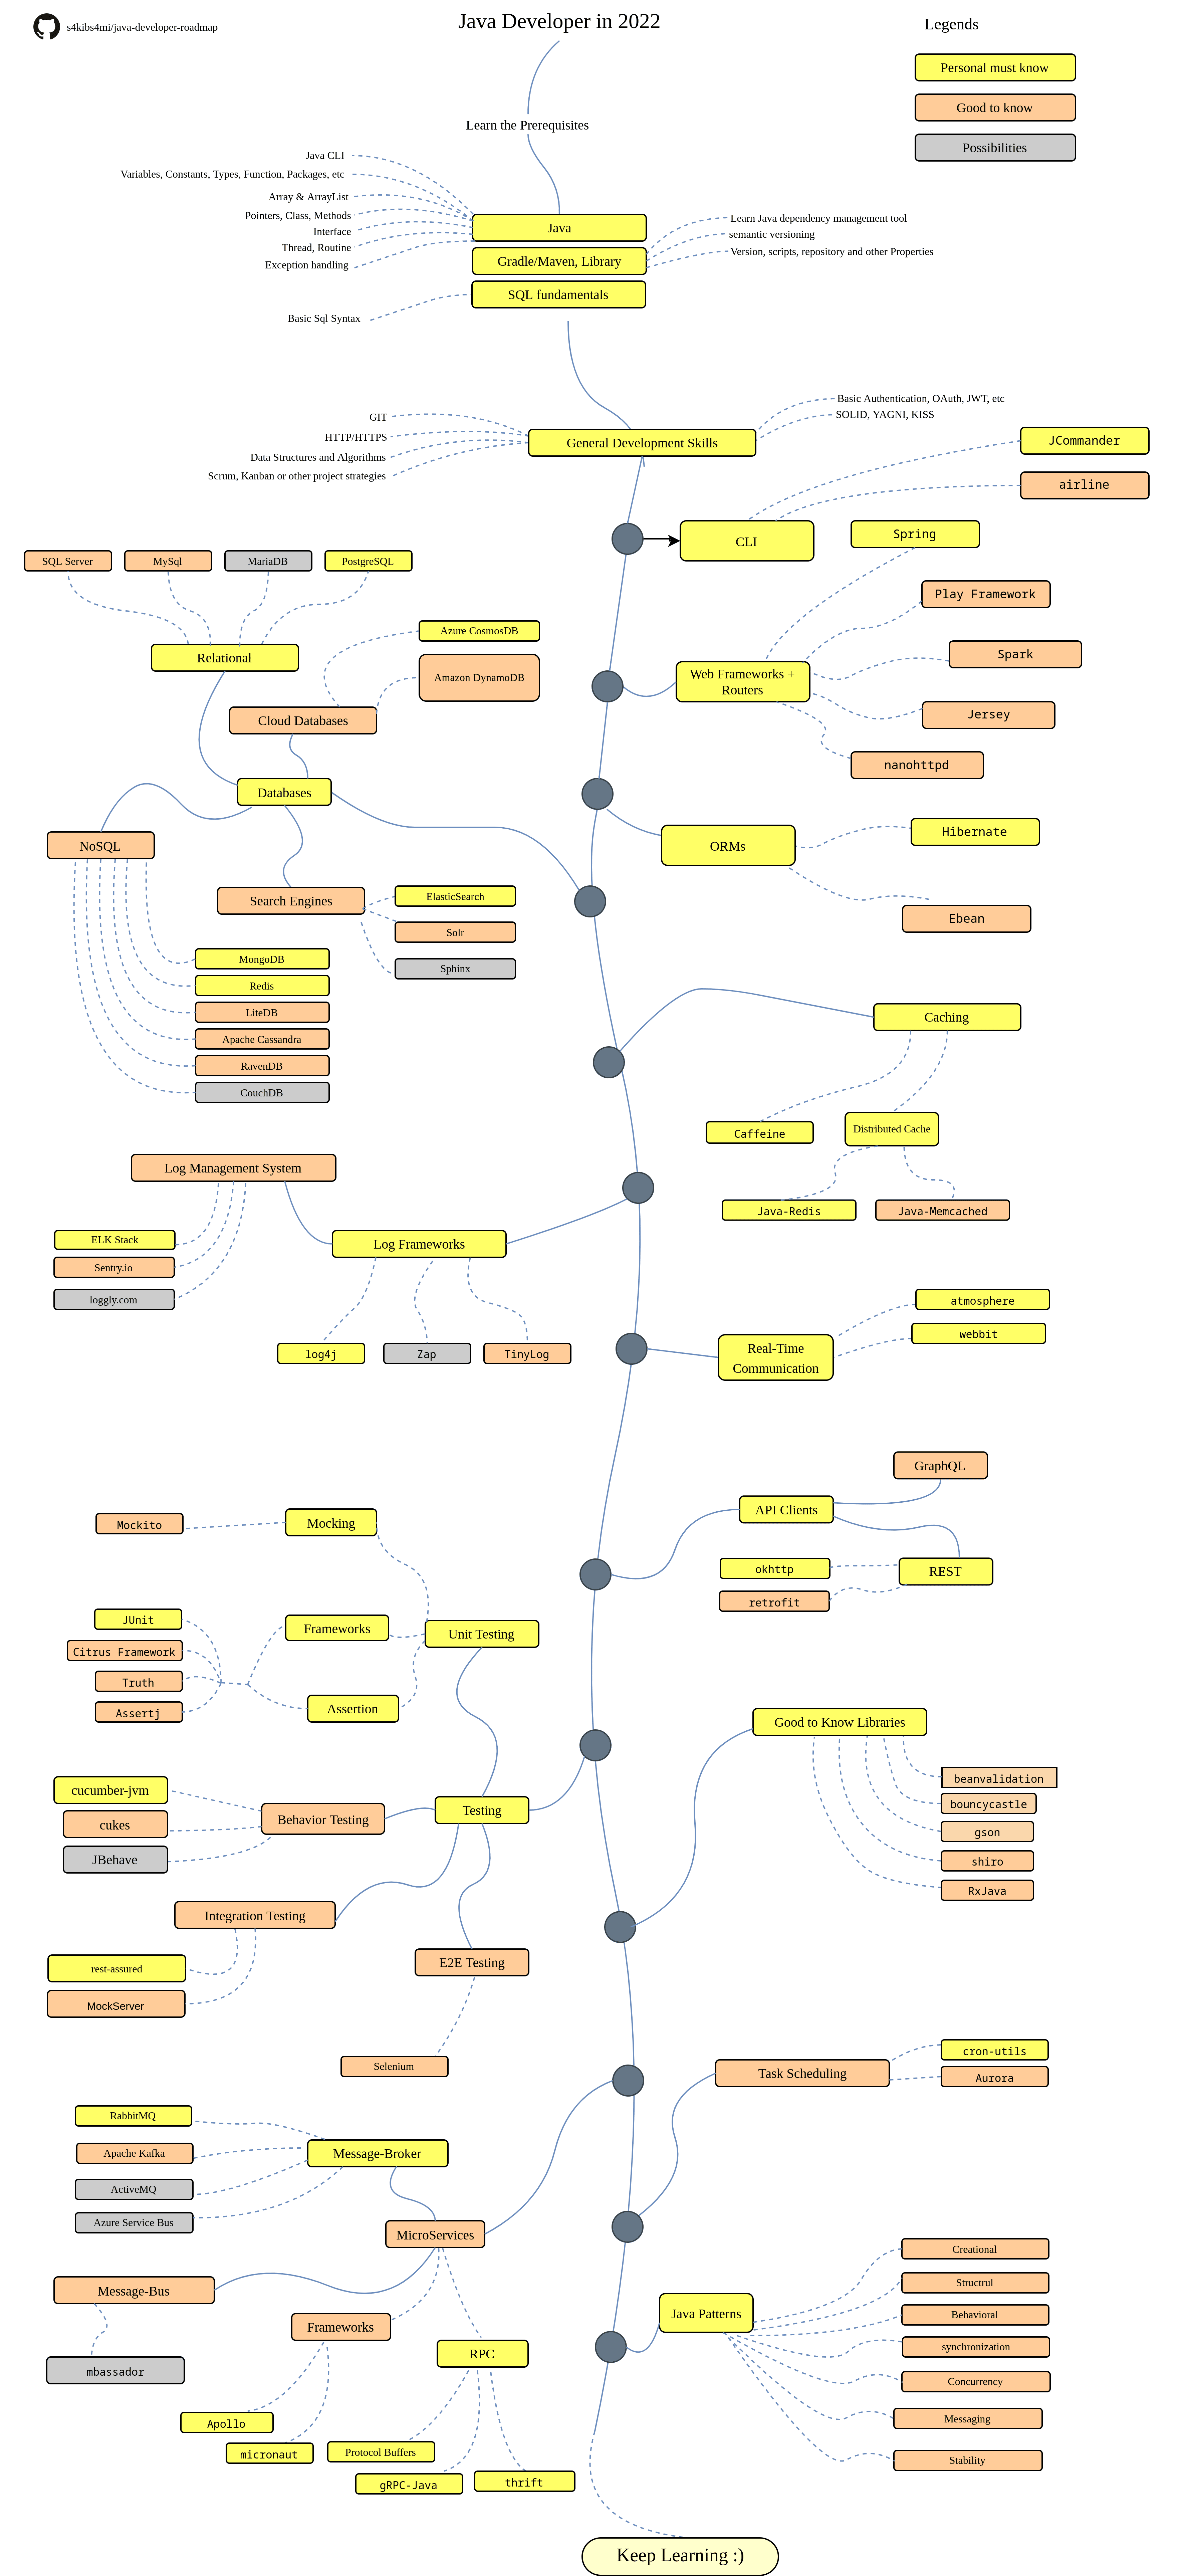 s4kibs4mi/java-developer-roadmap
Java Developer in 2022
Legends
Personal must know
Good to know
Possibilities
Learn the Prerequisites
Java CLI
Variables, Constants, Types, Function, Packages, etc
Array & ArrayList
Pointers, Class, Methods
Interface
Thread, Routine
Exception handling
Java
Gradle/Maven, Library
SQL fundamentals
Learn Java dependency management tool
semantic versioning
Version, scripts, repository and other Properties
Basic Sql Syntax
Basic Authentication, OAuth, JWT, etc
SOLID, YAGNI, KISS
GIT
HTTP/HTTPS
Data Structures and Algorithms
Scrum, Kanban or other project strategies
General Development Skills
JCommander
airline
CLI
Spring
Play Framework
Spark
Jersey
nanohttpd
Web Frameworks +
Routers
SQL Server
MySql
MariaDB
PostgreSQL
Relational
Azure CosmosDB
Amazon DynamoDB
Cloud Databases
Databases
NoSQL
Search Engines
ElasticSearch
Solr
Sphinx
MongoDB
Redis
LiteDB
Apache Cassandra
RavenDB
CouchDB
ORMs
Hibernate
Ebean
Caching
Caffeine
Distributed Cache
Java-Redis
Java-Memcached
Log Management System
ELK Stack
Sentry.io
loggly.com
Log Frameworks
log4j
Zap
TinyLog
Real-Time
Communication
atmosphere
webbit
GraphQL
API Clients
okhttp
REST
retrofit
Mockito
Mocking
JUnit
Citrus Framework
Truth
Assertj
Frameworks
Unit Testing
Assertion
Good to Know Libraries
beanvalidation
bouncycastle
gson
shiro
RxJava
cucumber-jvm
cukes
JBehave
Behavior Testing
Testing
Integration Testing
rest-assured
MockServer
E2E Testing
Selenium
Task Scheduling
cron-utils
Aurora
RabbitMQ
Apache Kafka
ActiveMQ
Azure Service Bus
Message-Broker
MicroServices
Message-Bus
mbassador
Frameworks
RPC
Apollo
micronaut
Protocol Buffers
gRPC-Java
thrift
Java Patterns
Creational
Structrul
Behavioral
synchronization
Concurrency
Messaging
Stability
Keep Learning :)